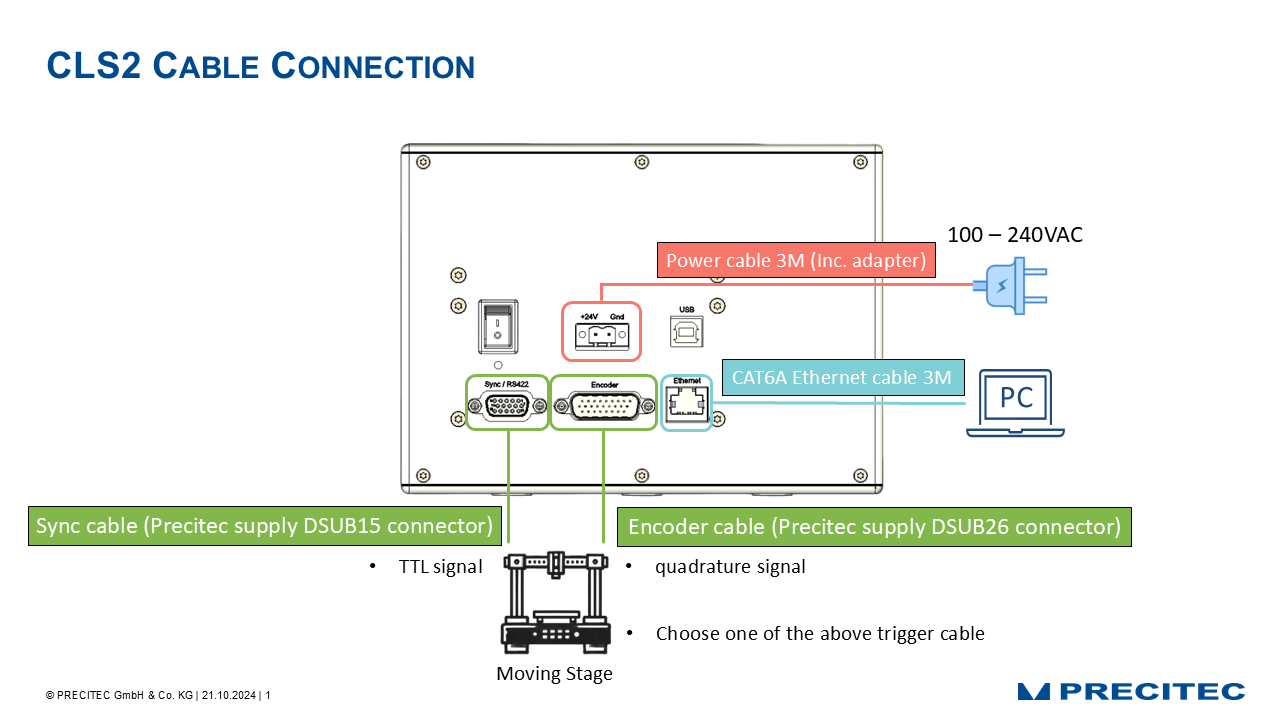 CLS2 CABLE CONNECTION
100 – 240VAC
Power cable 3M (Inc. adapter)
+24V Gnd
USB
CAT6A Ethernet cable 3M
PC
Sync / RS422
Encoder
Ethernet
Sync cable (Precitec supply DSUB15 connector)
Encoder cable (Precitec supply DSUB26 connector)
• TTL signal
• quadrature signal
• Choose one of the above trigger cable
Moving Stage
© PRECITEC GmbH & Co. KG | 21.10.2024 | 1
PRECITEC